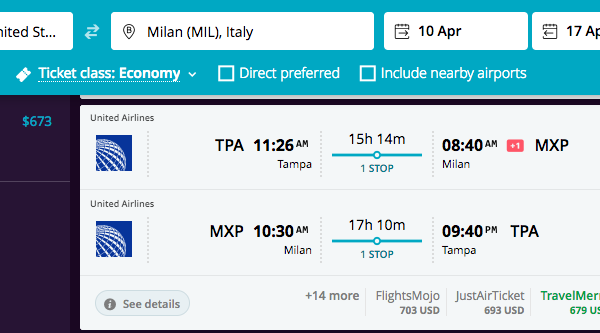 nited St... Milan (MIL), Italy 10 Apr 17 Ap
Ticket class: Economy Direct preferred Include nearby airports
$673
United Airlines
TPA 11:26 AM 15h 14m 08:40 AM +1 MXP
Tampa 1 STOP Milan
United Airlines
MXP 10:30 AM 17h 10m 09:40 PM TPA
Milan 1 STOP Tampa
See details +14 more FlightsMojo JustAirTicket TravelMer
703 USD 693 USD 679 US